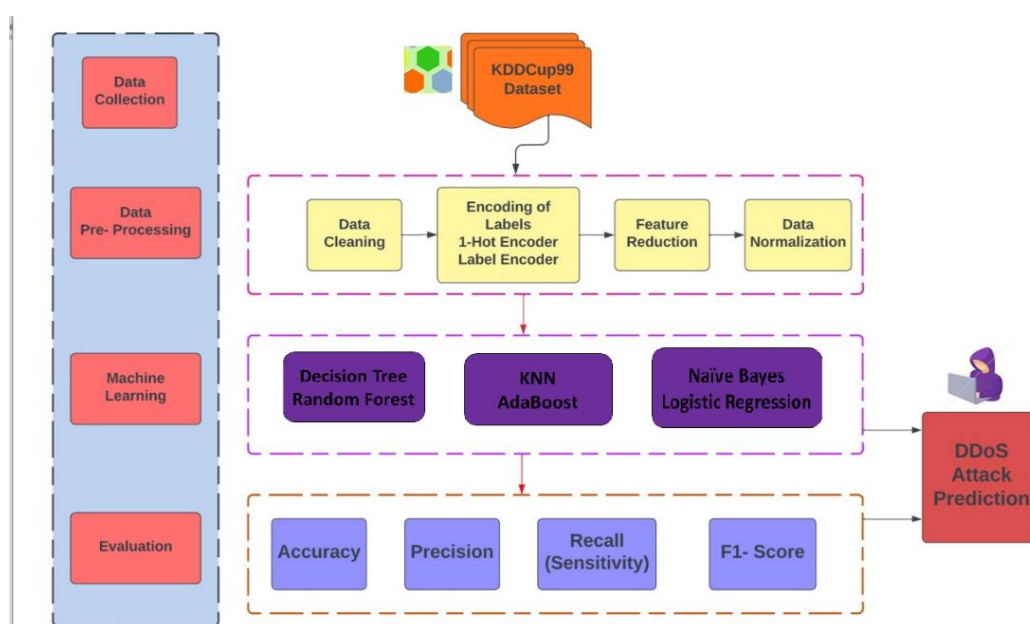 Data
Collection
Data
Pre- Processing
Machine
Learning
Evaluation
KDDCup99
Dataset
Data
Cleaning
Encoding of
Labels
1-Hot Encoder
Label Encoder
Feature
Reduction
Data
Normalization
Decision Tree
Random Forest
KNN
AdaBoost
Naïve Bayes
Logistic Regression
DDoS
Attack
Prediction
Accuracy
Precision
Recall
(Sensitivity)
F1- Score